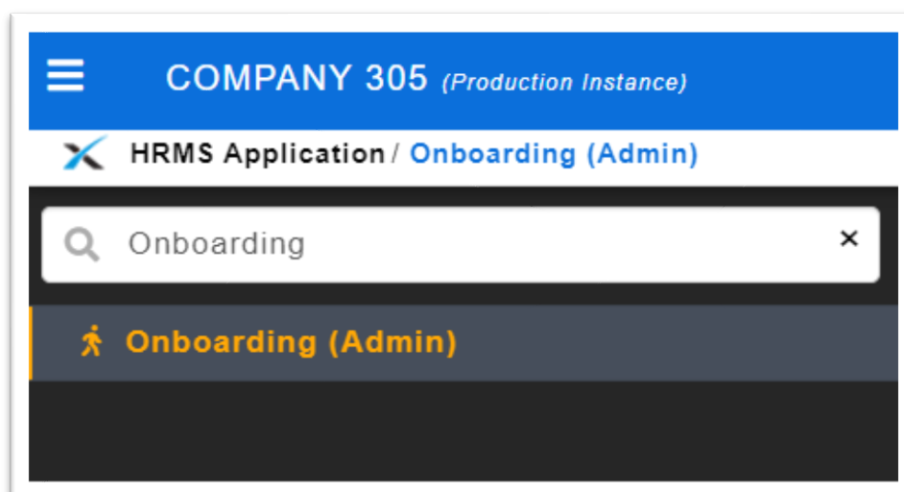 COMPANY 305 (Production Instance)
HRMS Application / Onboarding (Admin)
Onboarding
Onboarding (Admin)